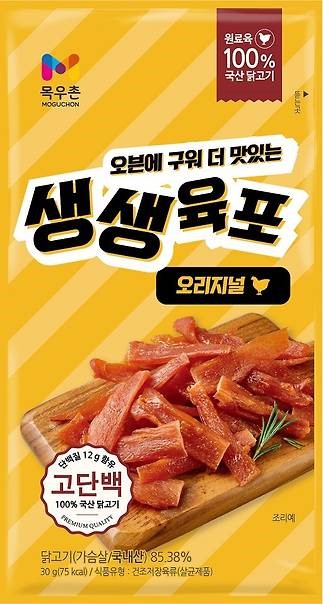 원료육
100%
국산 닭고기
목우촌
MOGUCHON
뜯는곳
오븐에 구워 더 맛있는
생생육포
오리지널
단백질 12g 함유
고단백
100% 국산 닭고기
PREMIUM QUALITY
조리예
닭고기(가슴살/국내산) 85.38%
30 g(75 kcal) / 식품유형 : 건조저장육류(살균제품)